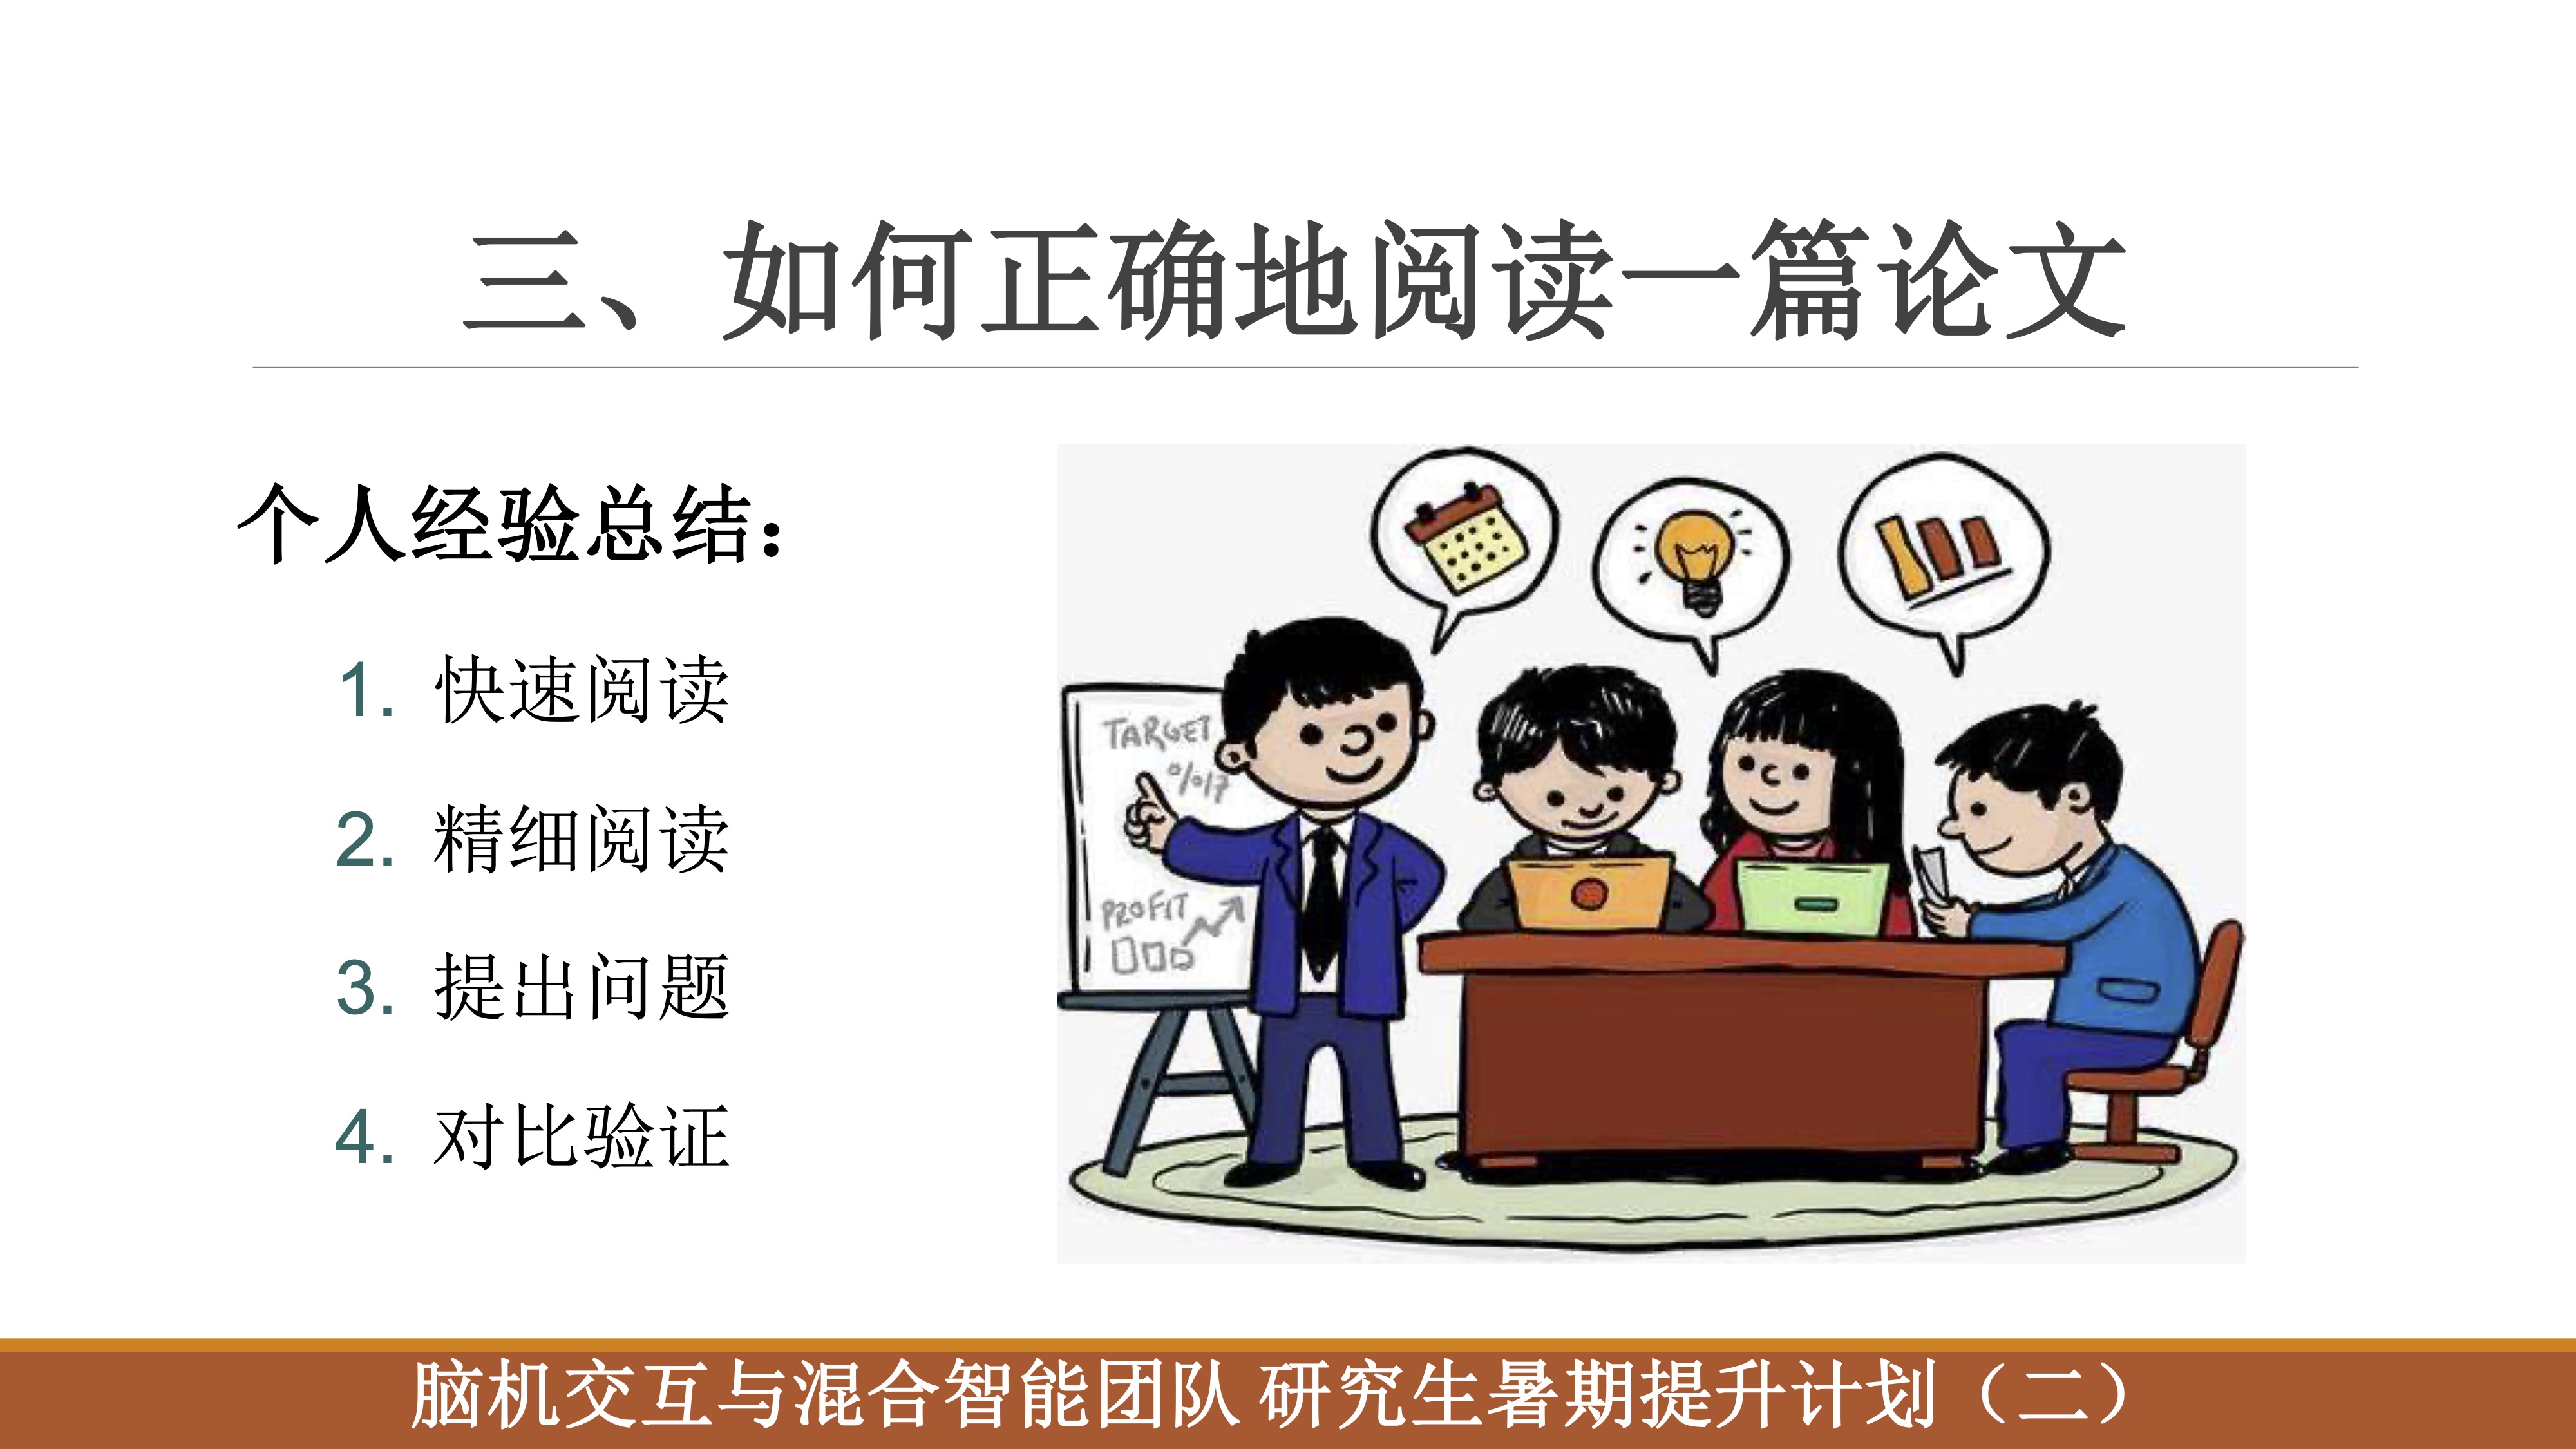 三、如何正确地阅读一篇论文
个人经验总结：
1. 快速阅读
2. 精细阅读
3. 提出问题
4. 对比验证
TARGET
PROFIT
脑机交互与混合智能团队 研究生暑期提升计划（二）